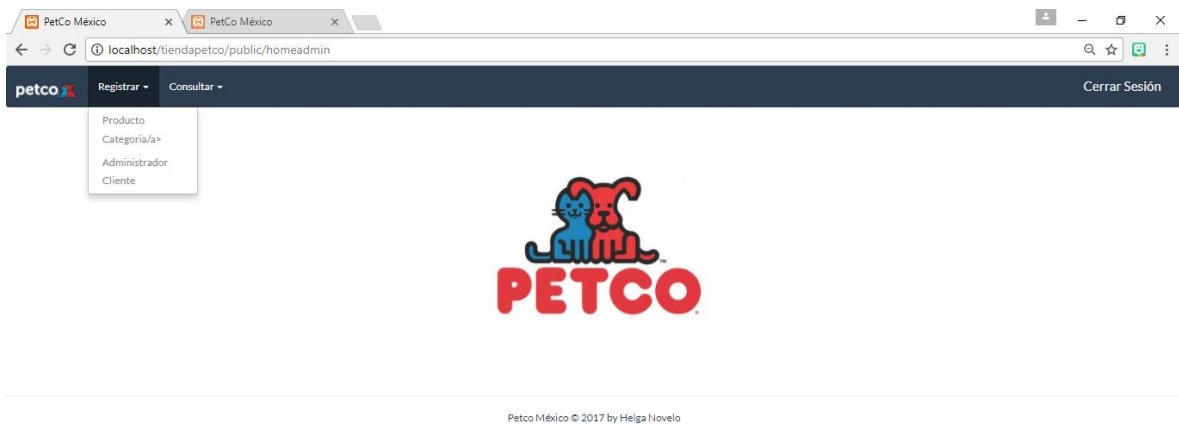 PetCo México
PetCo México
localhost/tiendapetco/public/homeadmin
petco Registrar Consultar Cerrar Sesión
Producto
Categoria/a>
Administrador
Cliente
PETCO
Petco México © 2017 by Helga Novelo